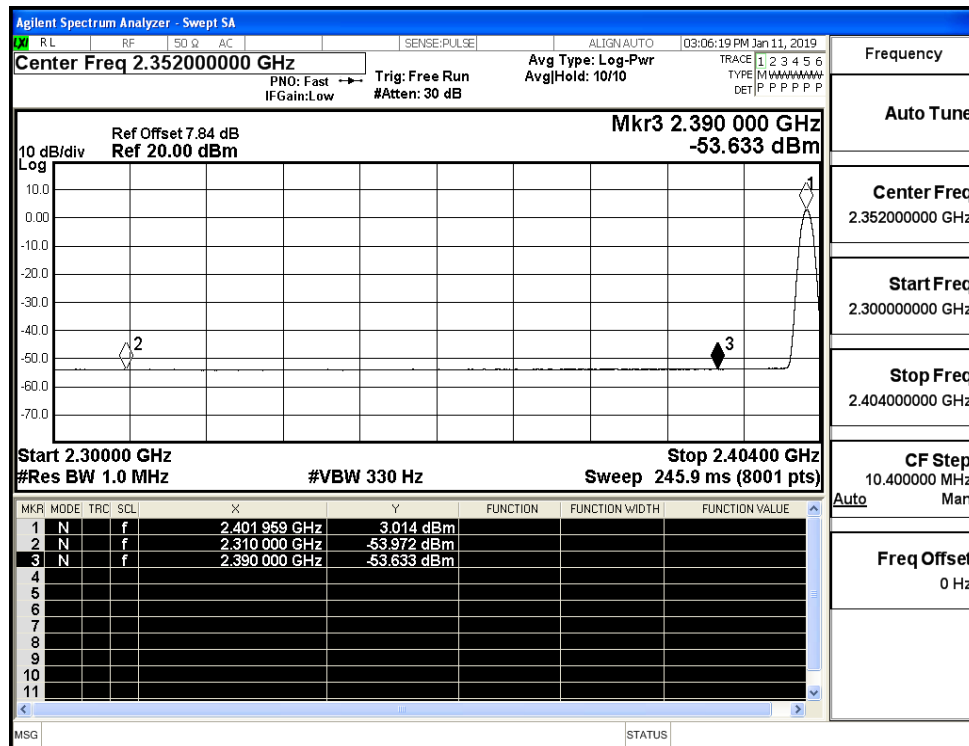 Agilent Spectrum Analyzer - Swept SA
LXI RL RF 50 Ω AC SENSE:PULSE ALIGN AUTO 03:06:19 PM Jan 11, 2019
Center Freq 2.352000000 GHz
PNO: Fast
IFGain:Low
Trig: Free Run
#Atten: 30 dB
Avg Type: Log-Pwr
Avg|Hold: 10/10
TRACE 1 2 3 4 5 6
TYPE M WWWWW
DET P P P P P P
Mkr3 2.390 000 GHz
-53.633 dBm
Ref Offset 7.84 dB
10 dB/div Ref 20.00 dBm
Log
10.0
0.00
-10.0
-20.0
-30.0
-40.0
-50.0
-60.0
-70.0
1
2
3
Start 2.30000 GHz Stop 2.40400 GHz
#Res BW 1.0 MHz #VBW 330 Hz Sweep 245.9 ms (8001 pts)
MKR MODE TRC SCL X Y FUNCTION FUNCTION WIDTH FUNCTION VALUE
1 N f 2.401 959 GHz 3.014 dBm
2 N f 2.310 000 GHz -53.972 dBm
3 N f 2.390 000 GHz -53.633 dBm
4
5
6
7
8
9
10
11
MSG STATUS
Frequency
Auto Tune
Center Freq
2.352000000 GHz
Start Freq
2.300000000 GHz
Stop Freq
2.404000000 GHz
CF Step
10.400000 MHz
Auto Man
Freq Offset
0 Hz